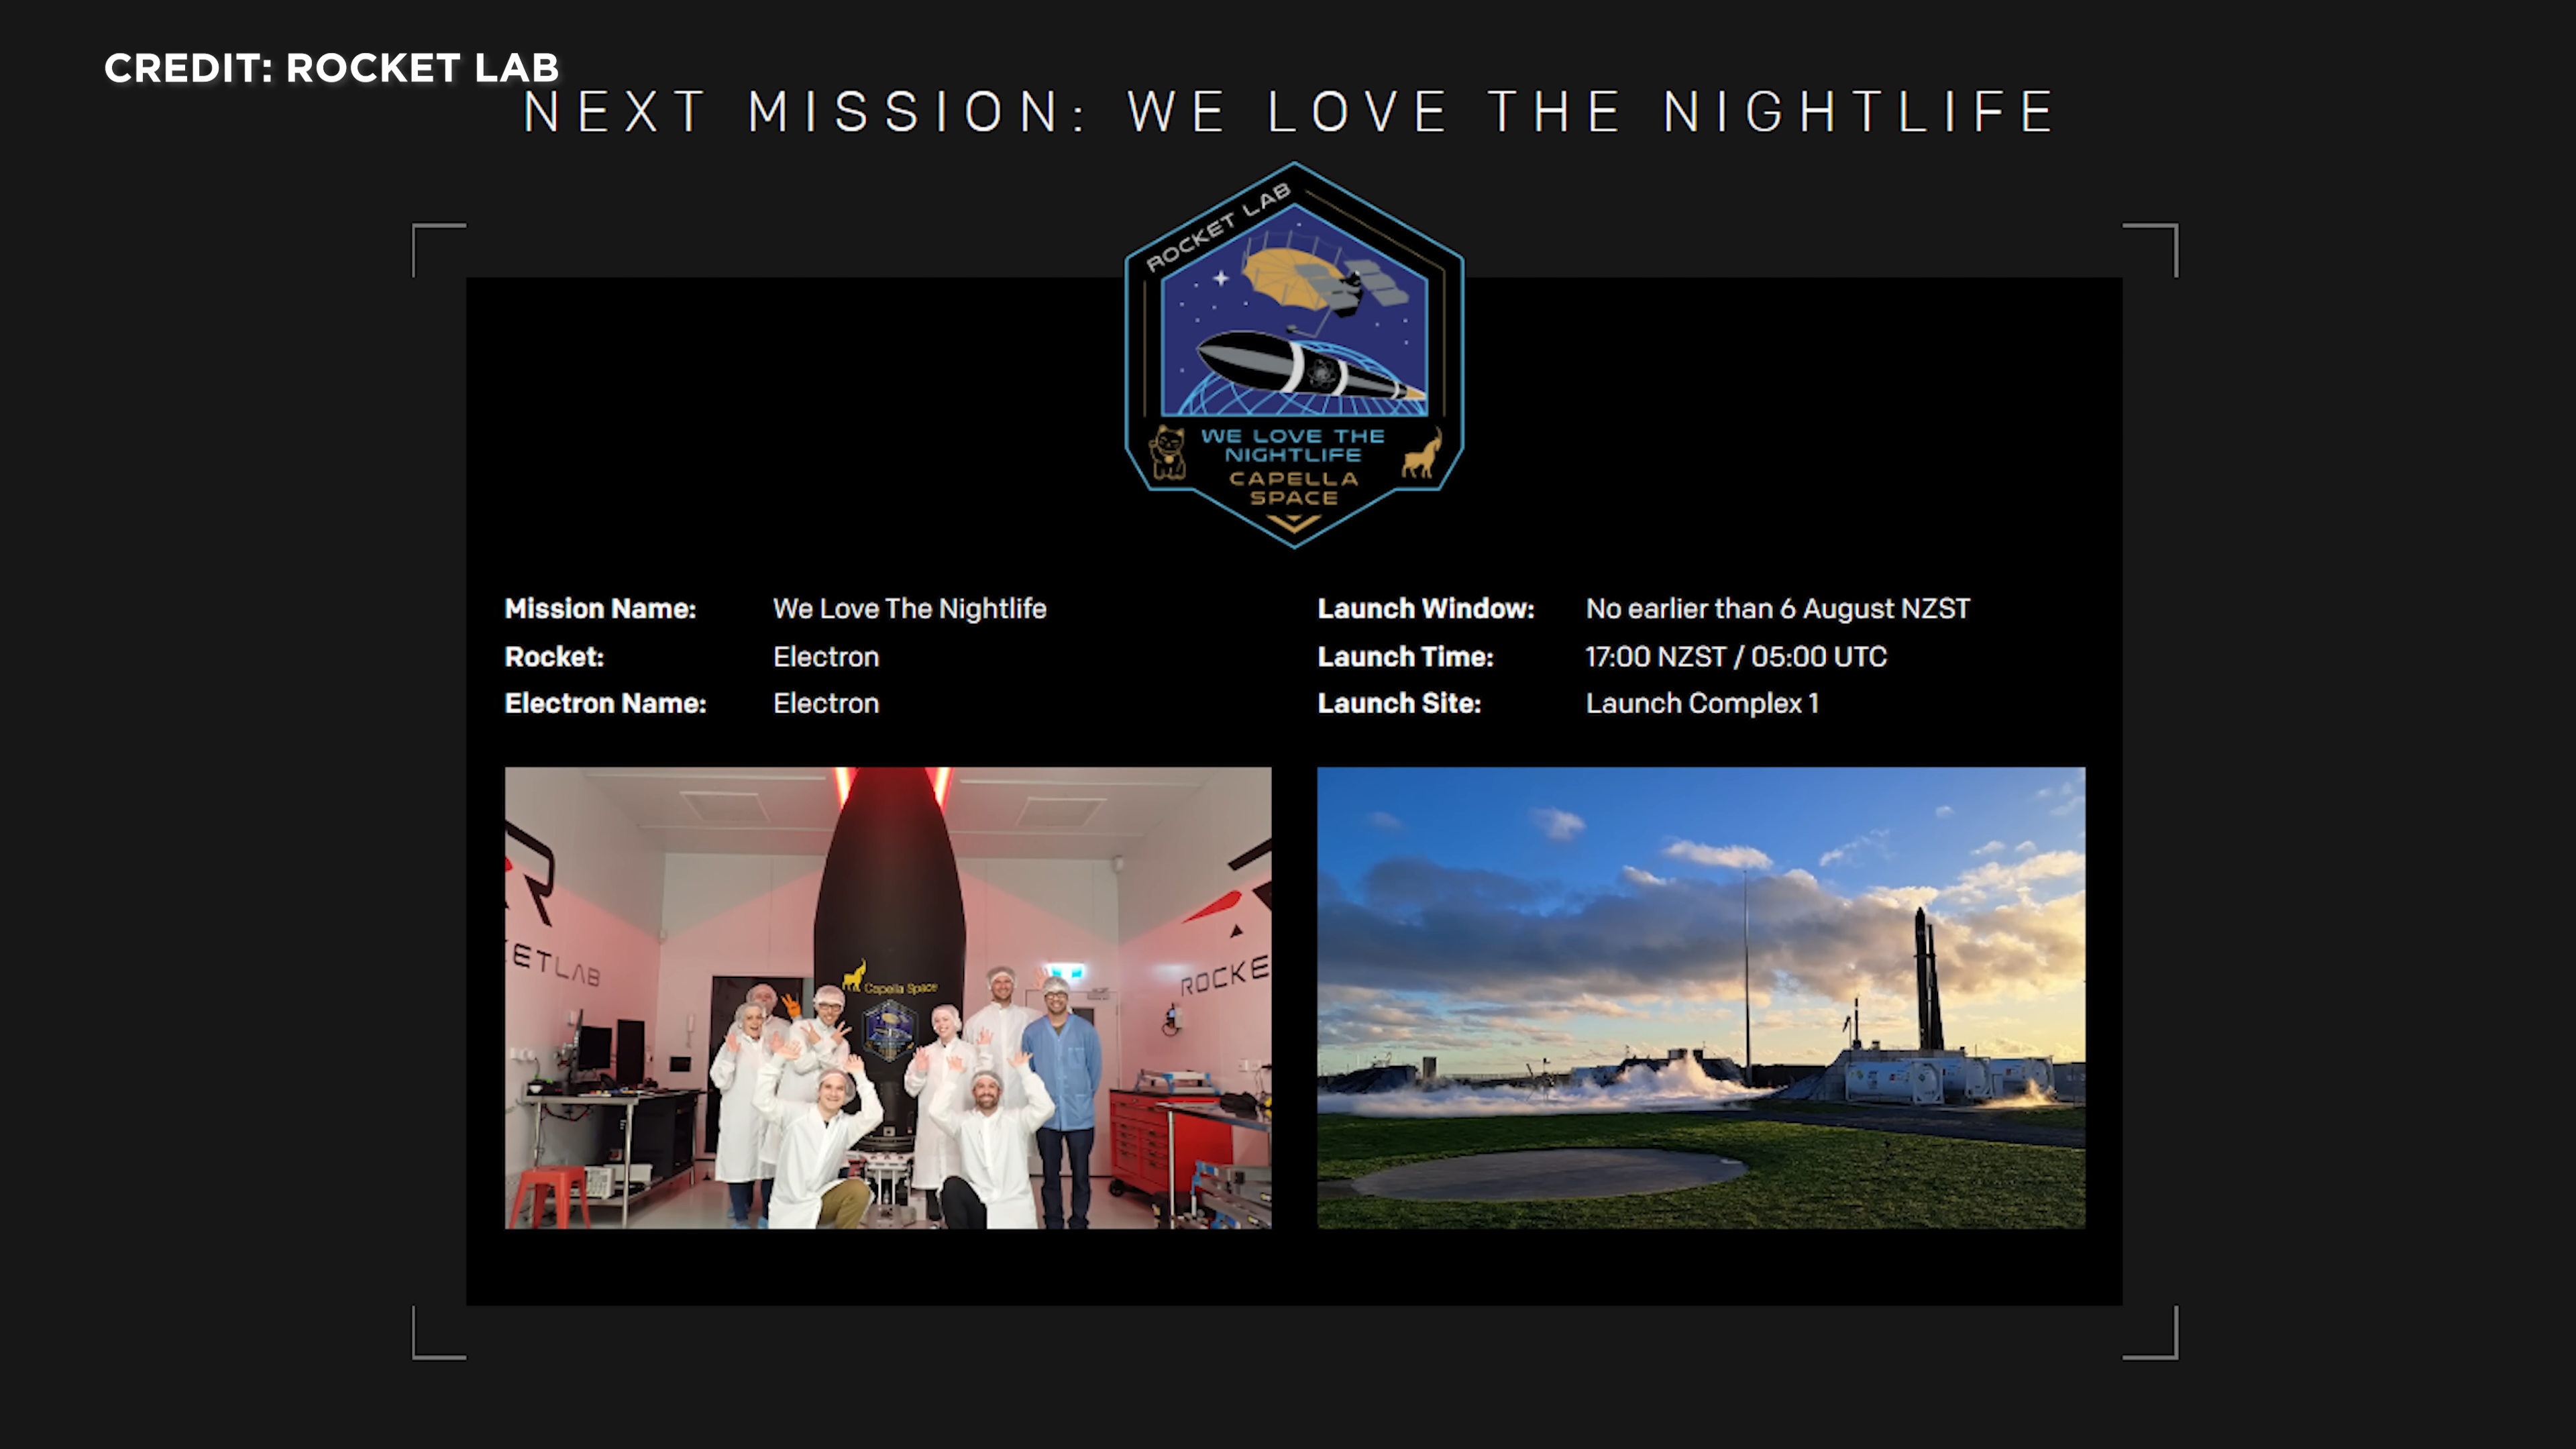 CREDIT: ROCKET LAB
NEXT MISSION: WE LOVE THE NIGHTLIFE
ROCKET LAB
WE LOVE THE
NIGHTLIFE
CAPELLA
SPACE
Mission Name: We Love The Nightlife
Rocket: Electron
Electron Name: Electron
Launch Window: No earlier than 6 August NZST
Launch Time: 17:00 NZST / 05:00 UTC
Launch Site: Launch Complex 1
ETLAB
Capella Space
ROCKE